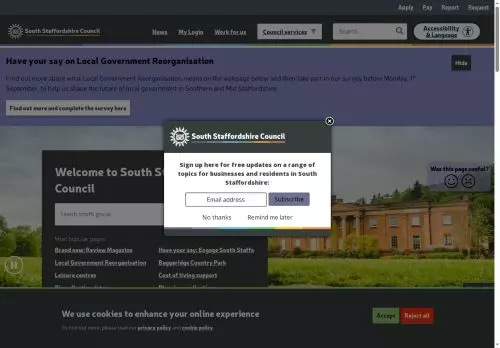 Apply Pay Report Request
South Staffordshire Council
News My Login Work for us Council services Search Accessibility & Language
Have your say on Local Government Reorganisation
Hide
Find out more about what Local Government Reorganisation means on the webpage below and then take part in our survey before Monday, 1st
September, to help us shape the future of local government in Southern and Mid Staffordshire.
Find out more and complete the survey here
South Staffordshire Council
Sign up here for free updates on a range of
topics for businesses and residents in South
Staffordshire:
Email address Subscribe
No thanks Remind me later
Welcome to South S
Council
Search
Most popular pages
Brand new: Review Magazine Have your say: Engage South Staffs
Local Government Reorganisation Baggeridge Country Park
Leisure centres Cost of living support
Was this page useful?
We use cookies to enhance your online experience
To find out more, please read our privacy policy and cookie policy.
Accept Reject all